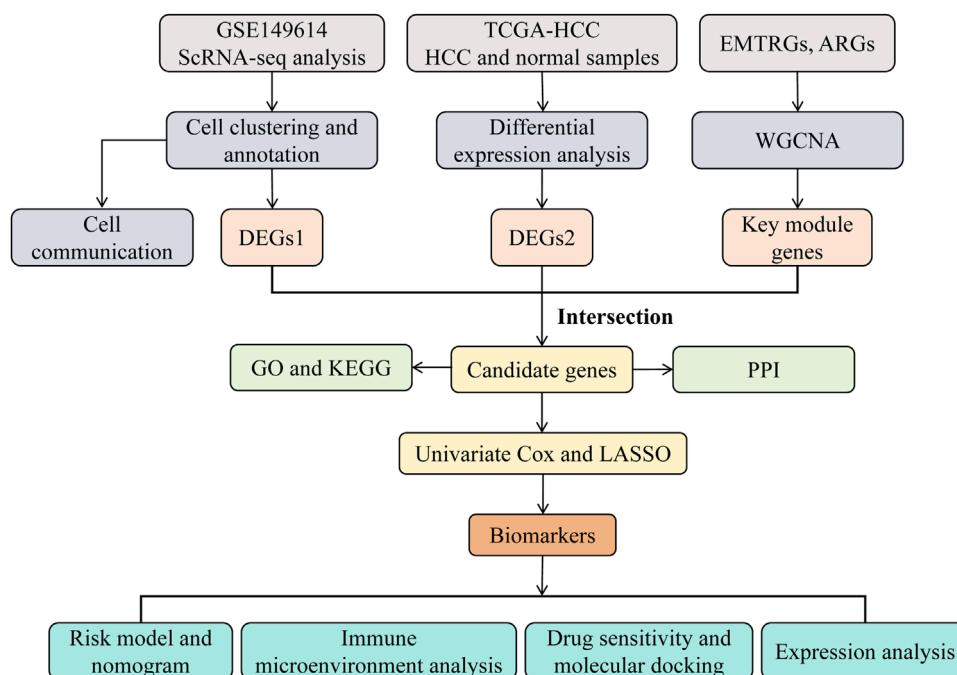 GSE149614
ScRNA-seq analysis
TCGA-HCC
HCC and normal samples
EMTRGs, ARGs
Cell clustering and
annotation
Differential
expression analysis
WGCNA
Cell
communication
DEGs1
DEGs2
Key module
genes
Intersection
GO and KEGG
Candidate genes
PPI
Univariate Cox and LASSO
Biomarkers
Risk model and
nomogram
Immune
microenvironment analysis
Drug sensitivity and
molecular docking
Expression analysis